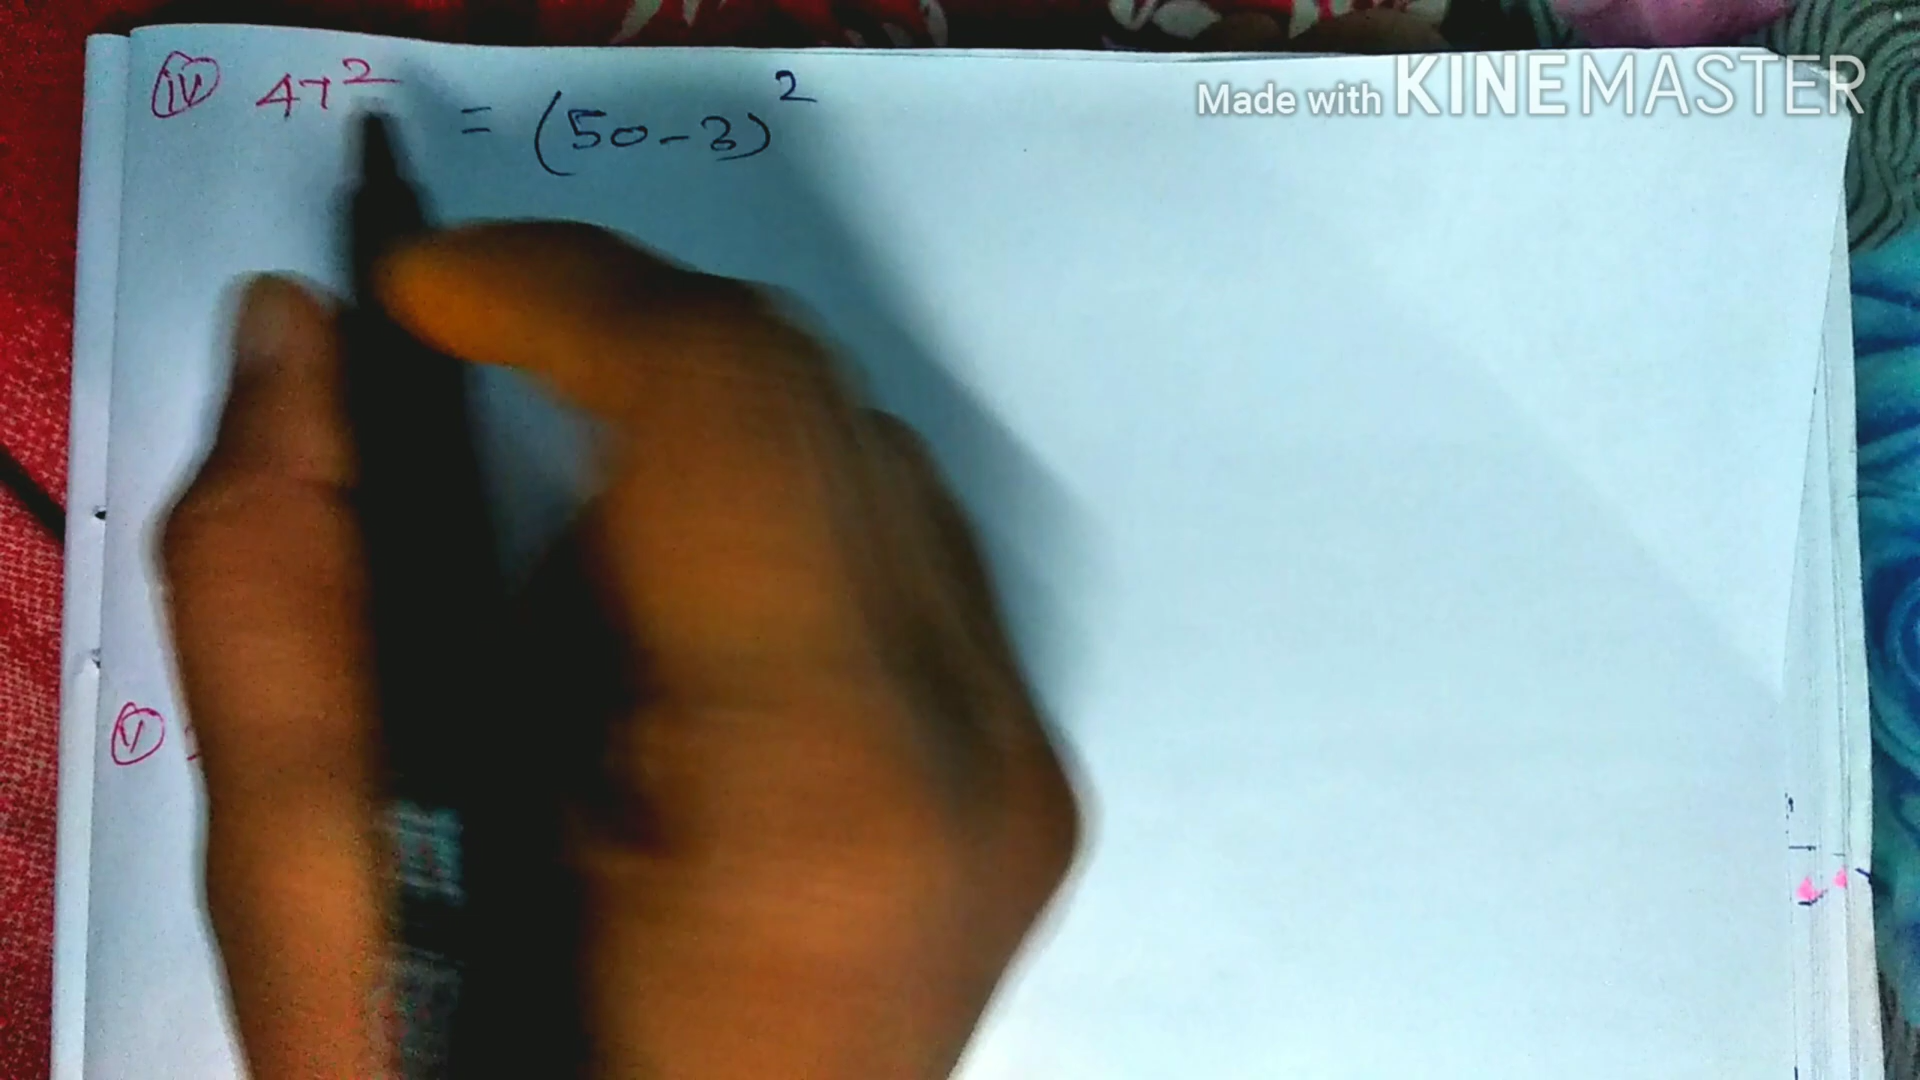 (iv) 47² = (50-3)²
Made with KINEMASTER
(v)